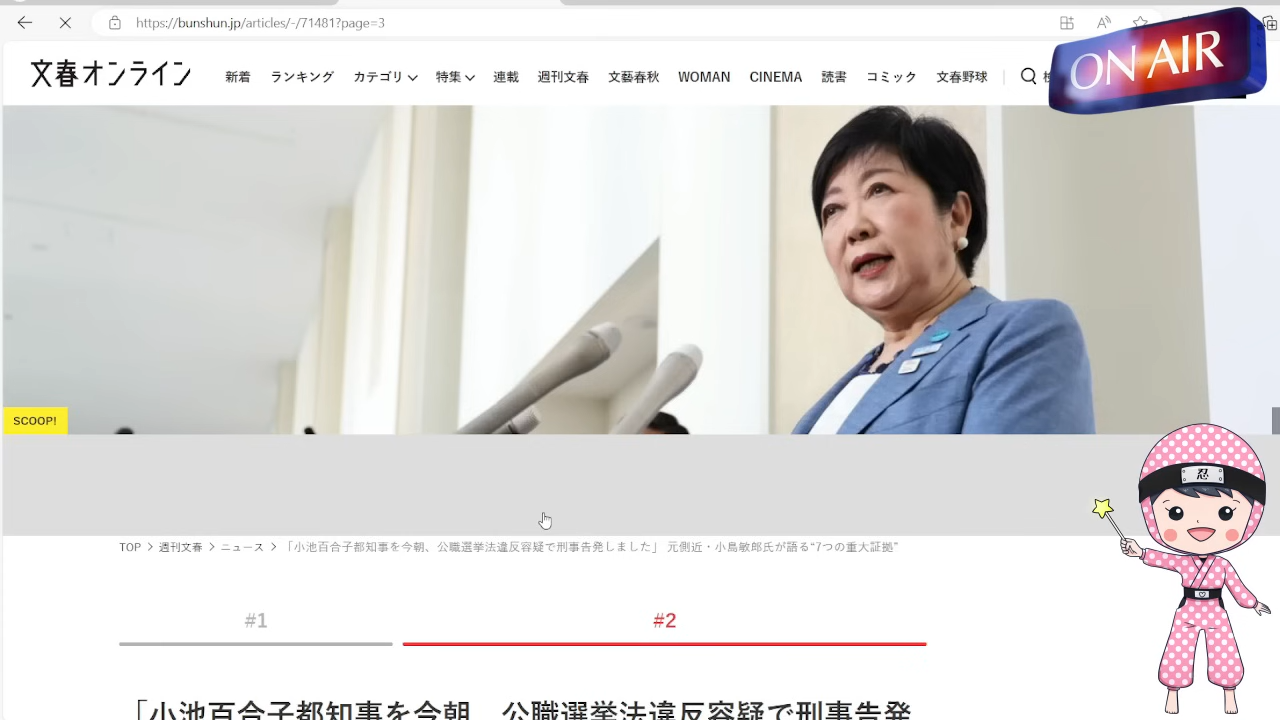 https://bunshun.jp/articles/-/71481?page=3
文春オンライン
新着 ランキング カテゴリ 特集 連載 週刊文春 文藝春秋 WOMAN CINEMA 読書 コミック 文春野球
ON AIR
SCOOP!
忍
TOP > 週刊文春 > ニュース > 「小池百合子都知事を今朝、公職選挙法違反容疑で刑事告発しました」 元側近・小島敏郎氏が語る“7つの重大証拠”
#1 #2
「小池百合子都知事を今朝、公職選挙法違反容疑で刑事告発